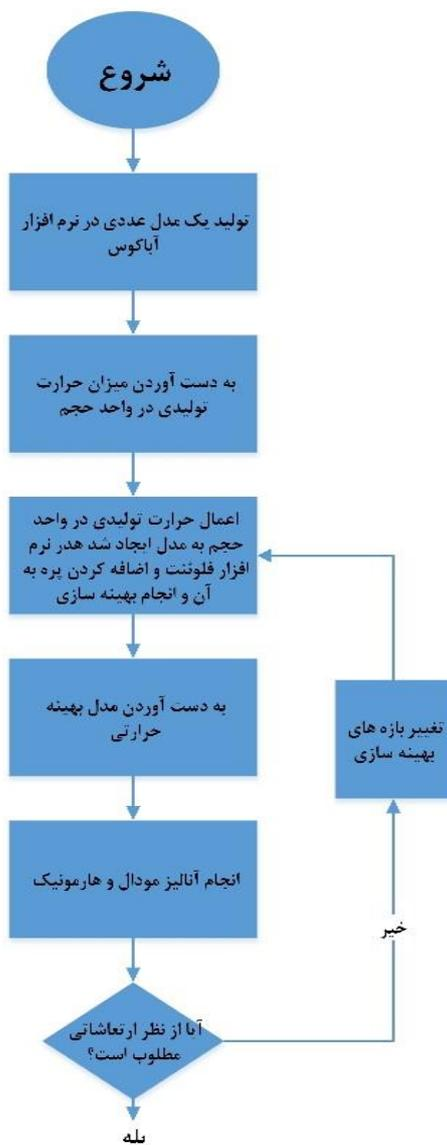 شروع
تولید یک مدل عددی در نرم افزار
آباکوس
به دست آوردن میزان حرارت
تولیدی در واحد حجم
اعمال حرارت تولیدی در واحد
حجم به مدل ایجاد شد هدر نرم
افزار فلوئنت و اضافه کردن پره به
آن و انجام بهینه سازی
به دست آوردن مدل بهینه
حرارتی
تغییر بازه های
بهینه سازی
انجام آنالیز مودال و هارمونیک
خیر
آیا از نظر ارتعاشاتی
مطلوب است؟
بله